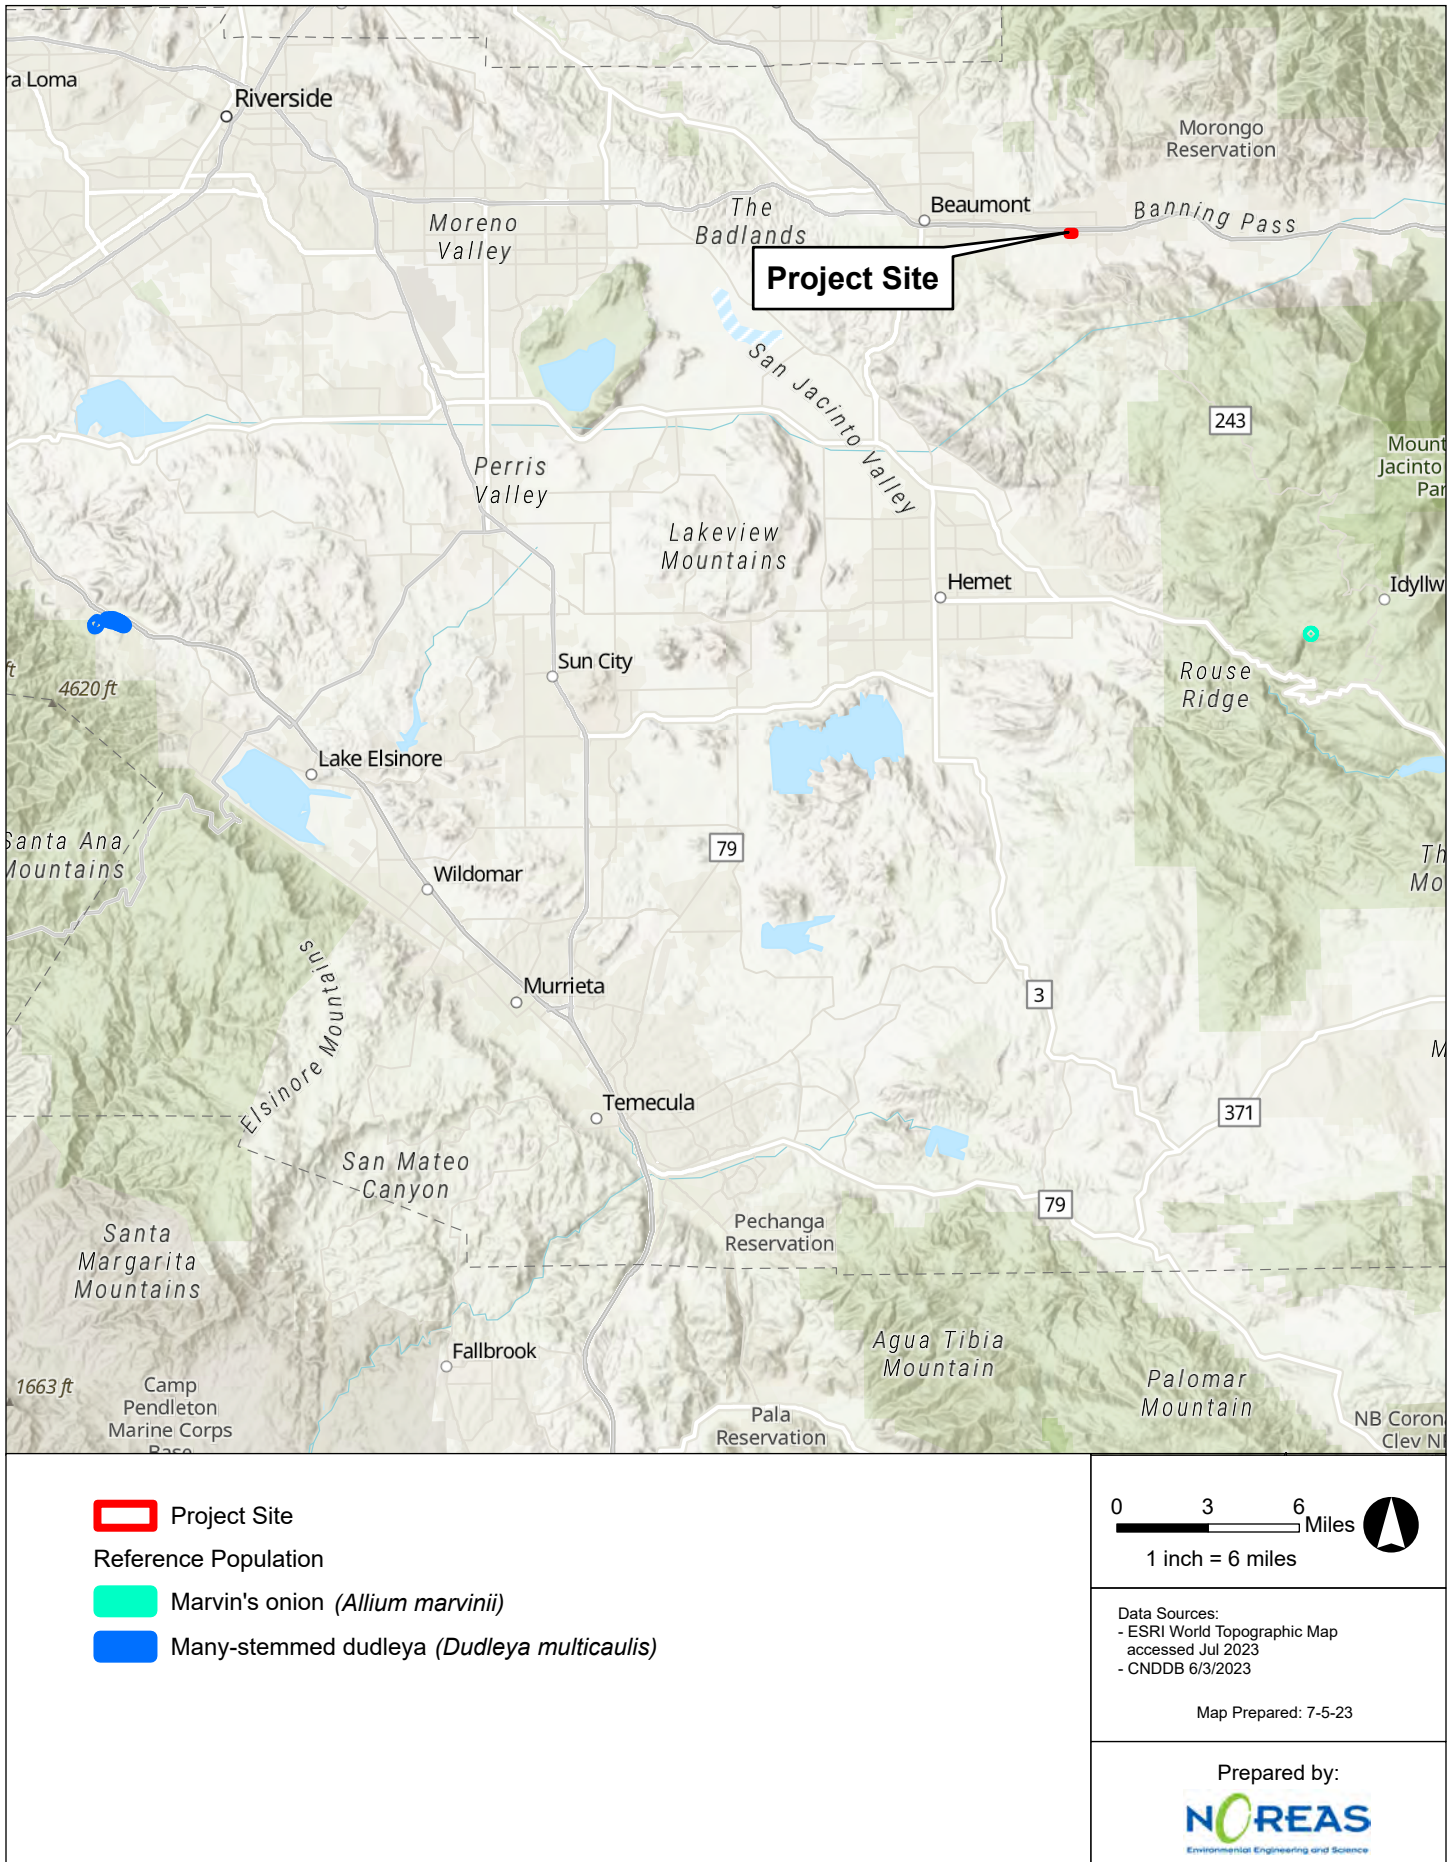 ra Loma
Riverside
Morongo
Reservation
Beaumont
Banning Pass
The
Badlands
Moreno
Valley
Project Site
San Jacinto Valley
243
Mount
Jacinto
Par
Perris
Valley
Lakeview
Mountains
Hemet
Idyllw
Rouse
Ridge
Sun City
ft
4620 ft
Lake Elsinore
Santa Ana
Mountains
79
Th
Mo
Wildomar
Murrieta
Elsinore Mountains
3
M
Temecula
371
San Mateo
Canyon
79
Pechanga
Reservation
Santa
Margarita
Mountains
Fallbrook
Agua Tibia
Mountain
1663 ft
Camp
Pendleton
Marine Corps
Base
Palomar
Mountain
Pala
Reservation
NB Corona
Clev N
Project Site
Reference Population
Marvin's onion (Allium marvinii)
Many-stemmed dudleya (Dudleya multicaulis)
0 3 6 Miles
1 inch = 6 miles
Data Sources:
- ESRI World Topographic Map
accessed Jul 2023
- CNDDB 6/3/2023
Map Prepared: 7-5-23
Prepared by:
NOREAS
Environmental Engineering and Science